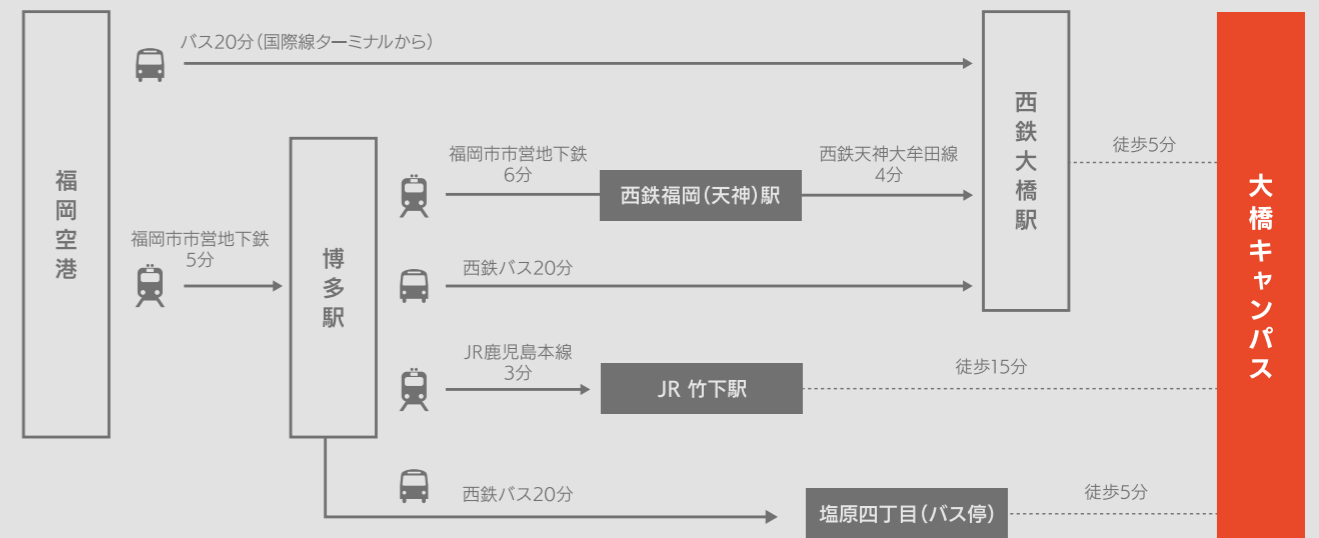 福岡空港
バス20分（国際線ターミナルから）
福岡市市営地下鉄
5分
博多駅
福岡市市営地下鉄
6分
西鉄福岡（天神）駅
西鉄天神大牟田線
4分
西鉄バス20分
西鉄大橋駅
徒歩5分
JR鹿児島本線
3分
JR 竹下駅
徒歩15分
西鉄バス20分
塩原四丁目（バス停）
徒歩5分
大橋キャンパス